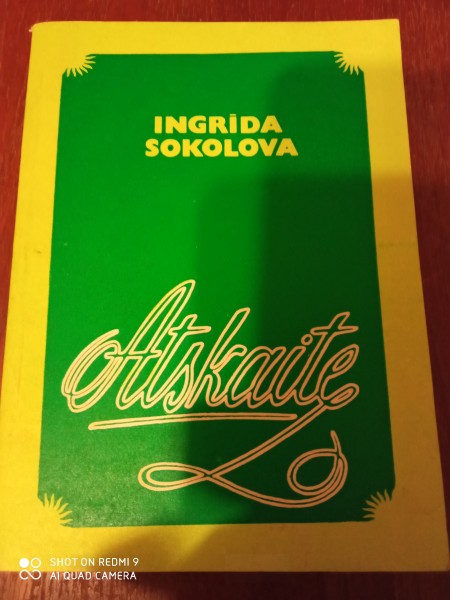 INGRĪDA
SOKOLOVA
Atskaite
SHOT ON REDMI 9
AI QUAD CAMERA